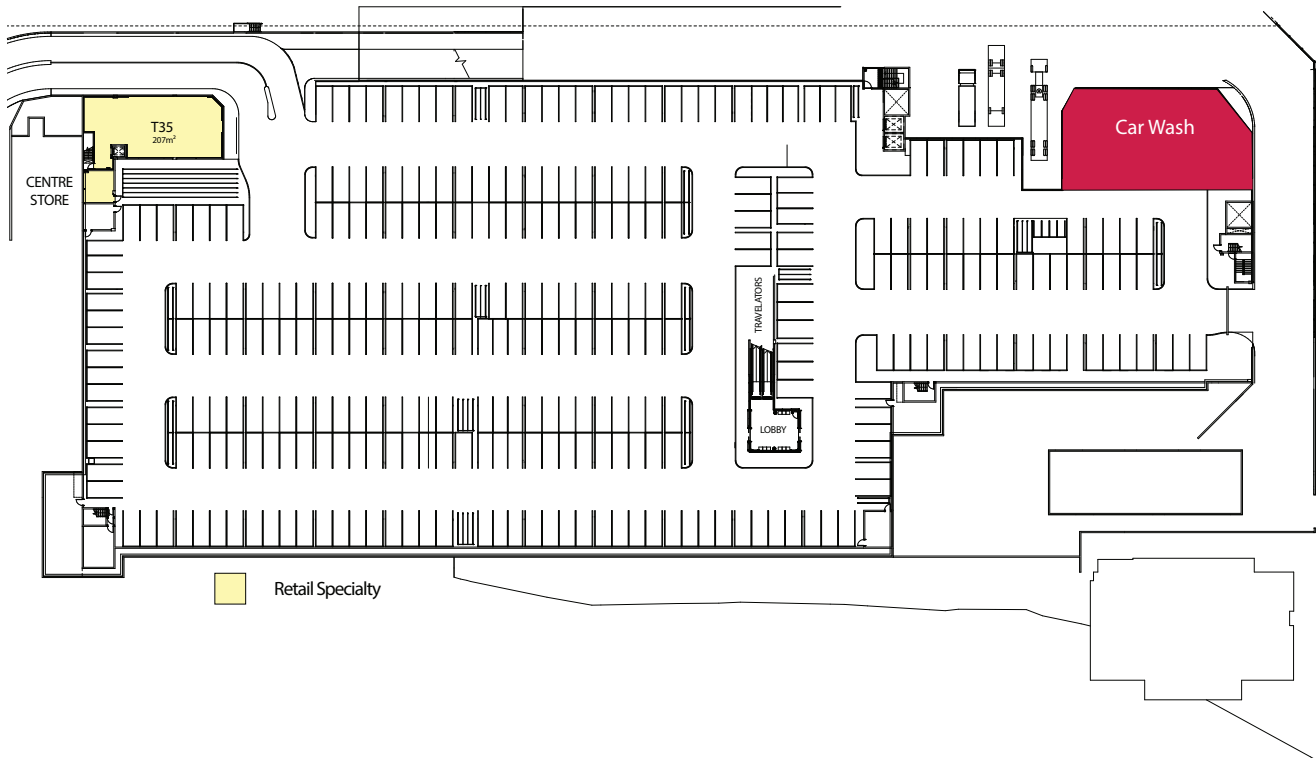 T35
207m²
Car Wash
CENTRE
STORE
TRAVELATORS
LOBBY
Retail Specialty